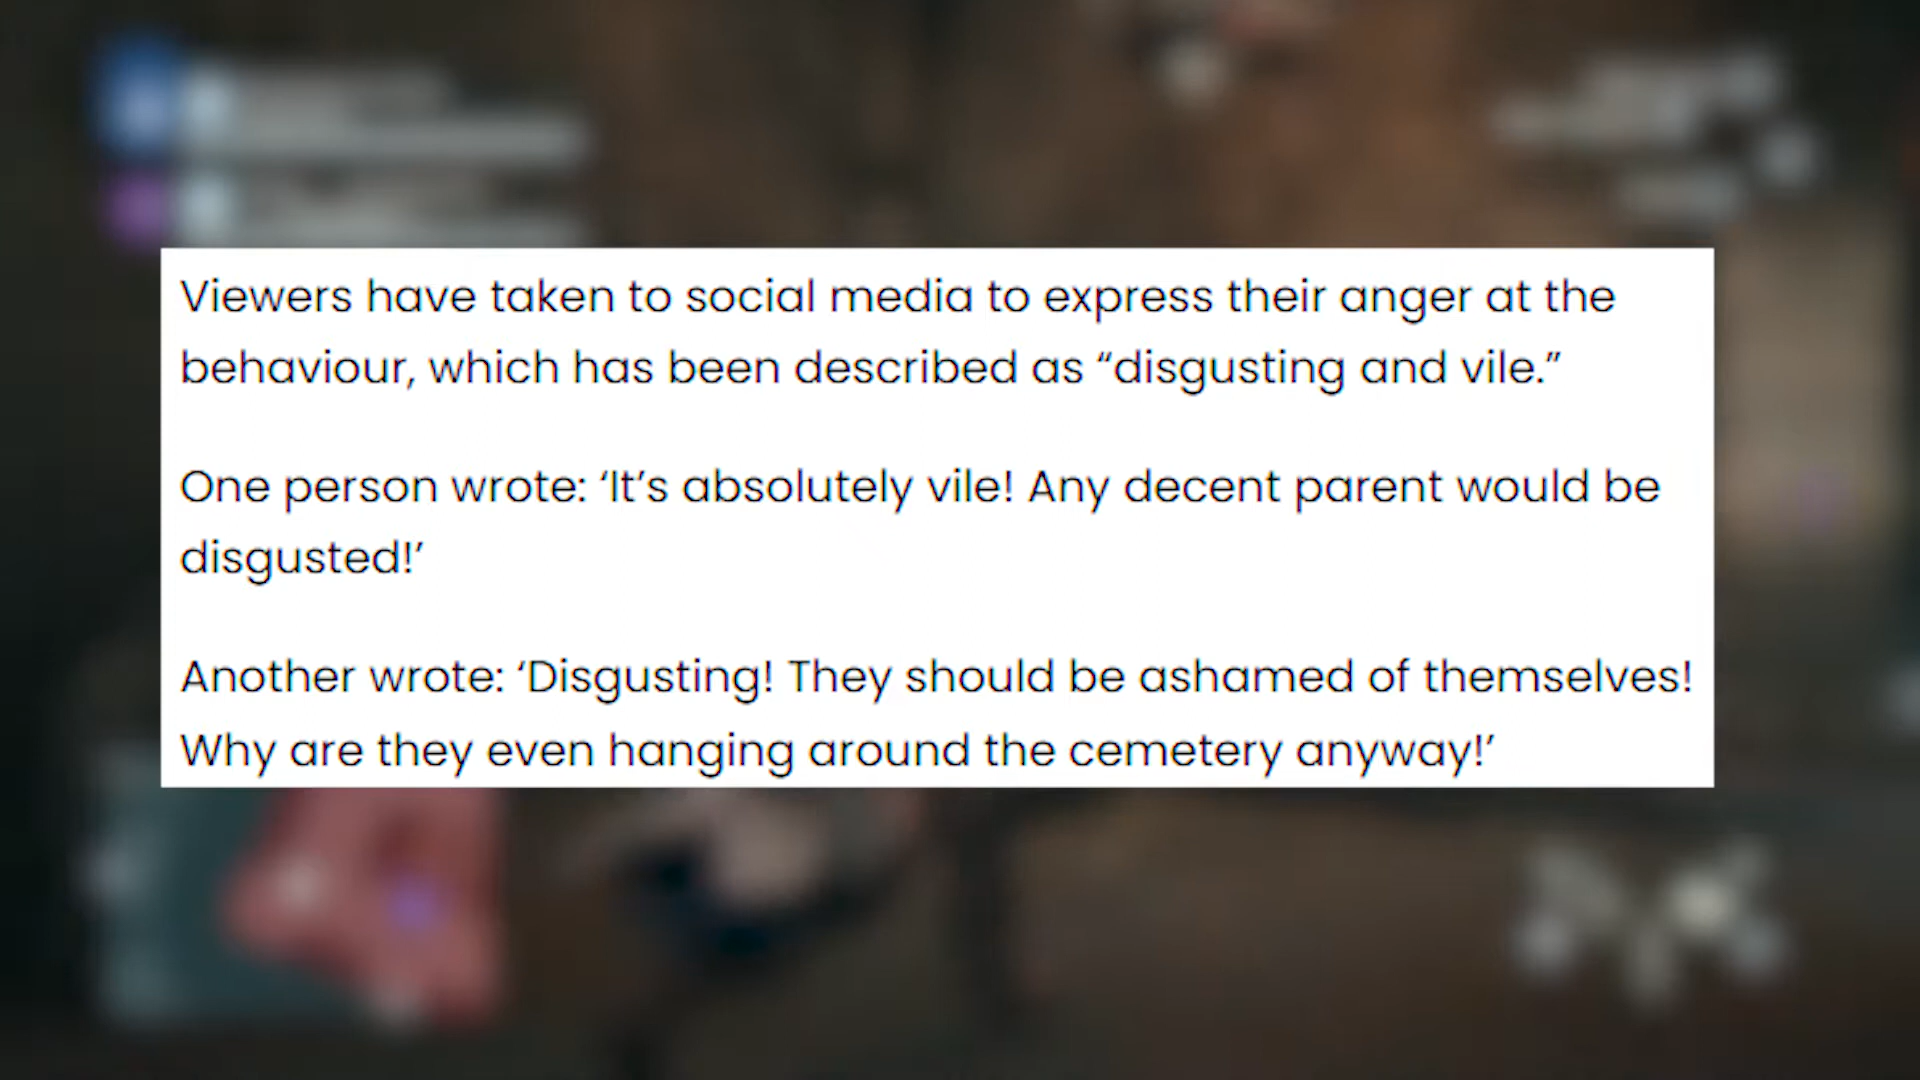 Viewers have taken to social media to express their anger at the
behaviour, which has been described as “disgusting and vile.”
One person wrote: ‘It’s absolutely vile! Any decent parent would be
disgusted!’
Another wrote: ‘Disgusting! They should be ashamed of themselves!
Why are they even hanging around the cemetery anyway!’